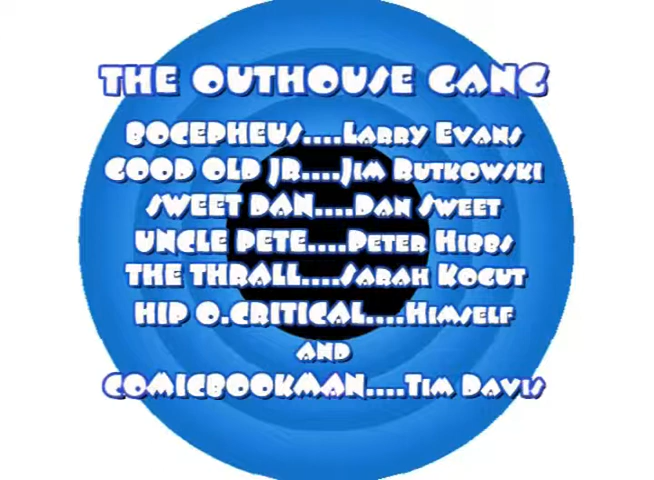 THE OUTHOUSE GANG
BOCEPHEUS....Larry Evans
GOOD OLD JR....Jim Rutkowski
SWEET DAN....Dan Sweet
UNCLE PETE....Peter Hibbs
THE THRALL....Sarah Kogut
HIP O.CRITICAL....Himself
AND
COMICBOOKMAN....Tim Davis